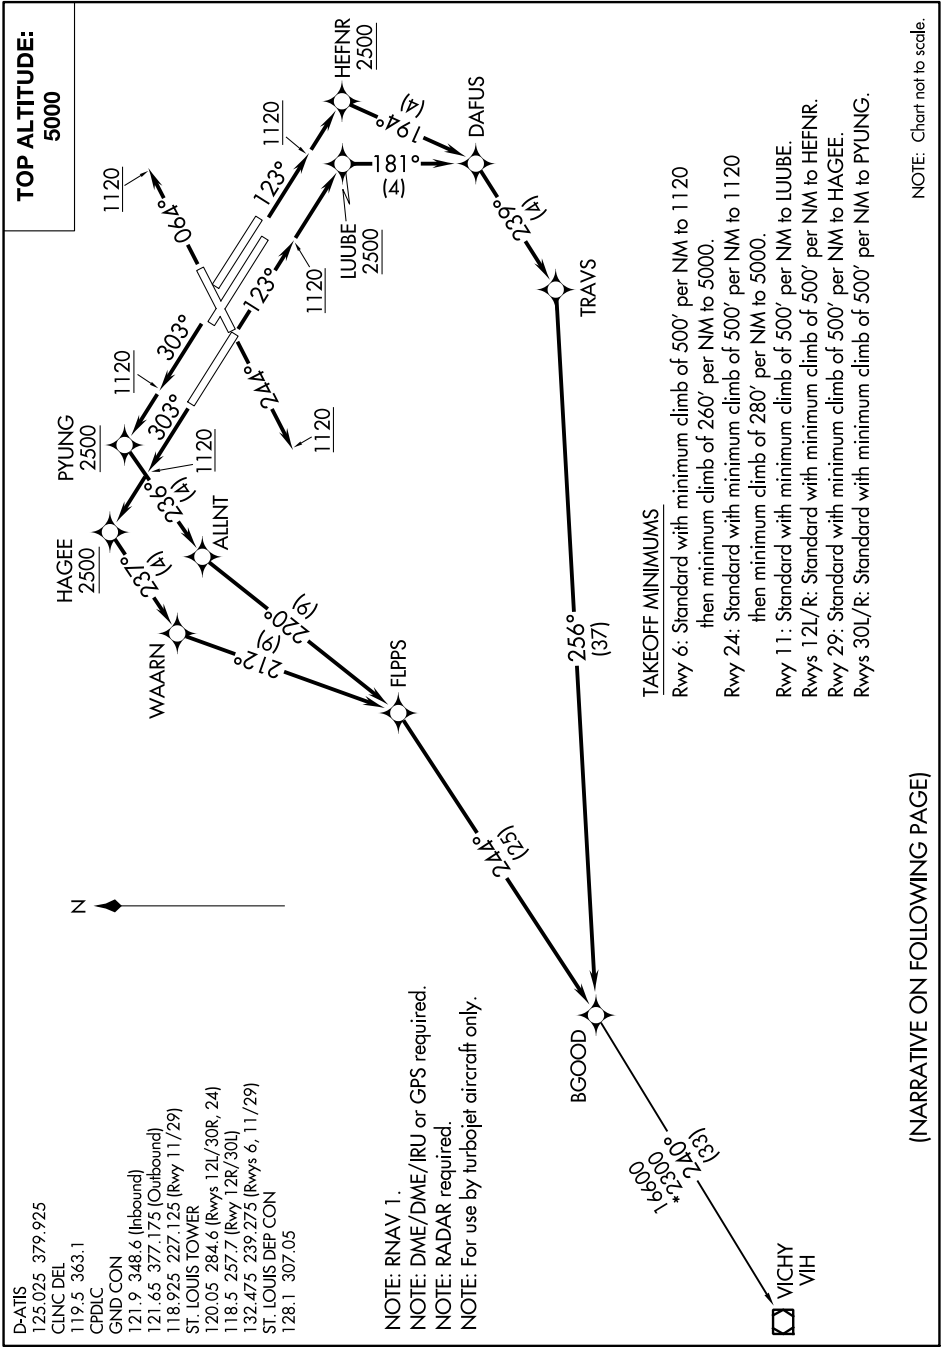 TOP ALTITUDE:
5000
D-ATIS
125.025 379.925
CLNC DEL
119.5 363.1
CPDLC
GND CON
121.9 348.6 (Inbound)
121.65 377.175 (Outbound)
118.925 227.125 (Rwy 11/29)
ST. LOUIS TOWER
120.05 284.6 (Rwys 12L/30R, 24)
118.5 257.7 (Rwy 12R/30L)
132.475 239.275 (Rwys 6, 11/29)
ST. LOUIS DEP CON
128.1 307.05
N
NOTE: RNAV 1.
NOTE: DME/DME/IRU or GPS required.
NOTE: RADAR required.
NOTE: For use by turbojet aircraft only.
HAGEE
2500
PYUNG
2500
1120
303°
1120
303°
1120
064°
1120
244°
123°
1120
123°
1120
HEFNR
2500
LUUBE
2500
194°
(4)
181°
(4)
DAFUS
239°
(4)
TRAVS
237°
(4)
236°
(4)
WAARN
ALLNT
212°
(9)
220°
(9)
FLPPS
244°
(25)
256°
(37)
BGOOD
16600
*2300
240°
(33)
VICHY
VIH
TAKEOFF MINIMUMS
Rwy 6: Standard with minimum climb of 500' per NM to 1120
then minimum climb of 260' per NM to 5000.
Rwy 24: Standard with minimum climb of 500' per NM to 1120
then minimum climb of 280' per NM to 5000.
Rwy 11: Standard with minimum climb of 500' per NM to LUUBE.
Rwys 12L/R: Standard with minimum climb of 500' per NM to HEFNR.
Rwy 29: Standard with minimum climb of 500' per NM to HAGEE.
Rwys 30L/R: Standard with minimum climb of 500' per NM to PYUNG.
(NARRATIVE ON FOLLOWING PAGE)
NOTE: Chart not to scale.